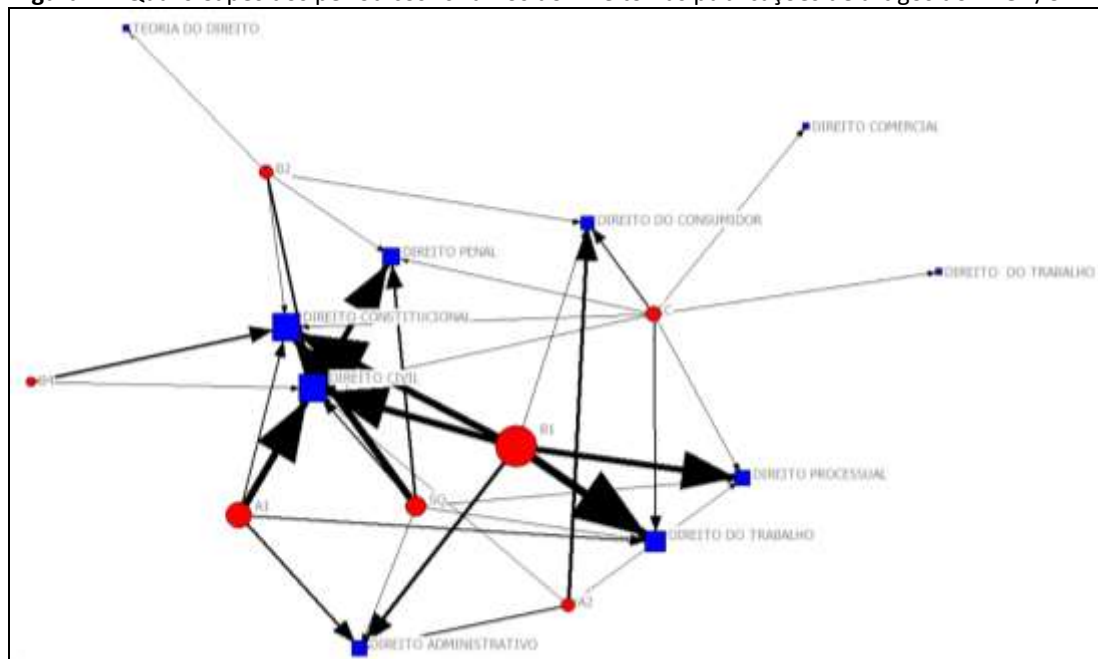 TEORIA DO DIREITO
DIREITO COMERCIAL
B2
DIREITO DO CONSUMIDOR
DIREITO PENAL
DIREITO DO TRABALHO
C
DIREITO CONSTITUCIONAL
DIREITO CIVIL
B1
DIREITO PROCESSUAL
A1
DIREITO DO TRABALHO
A2
DIREITO ADMINISTRATIVO